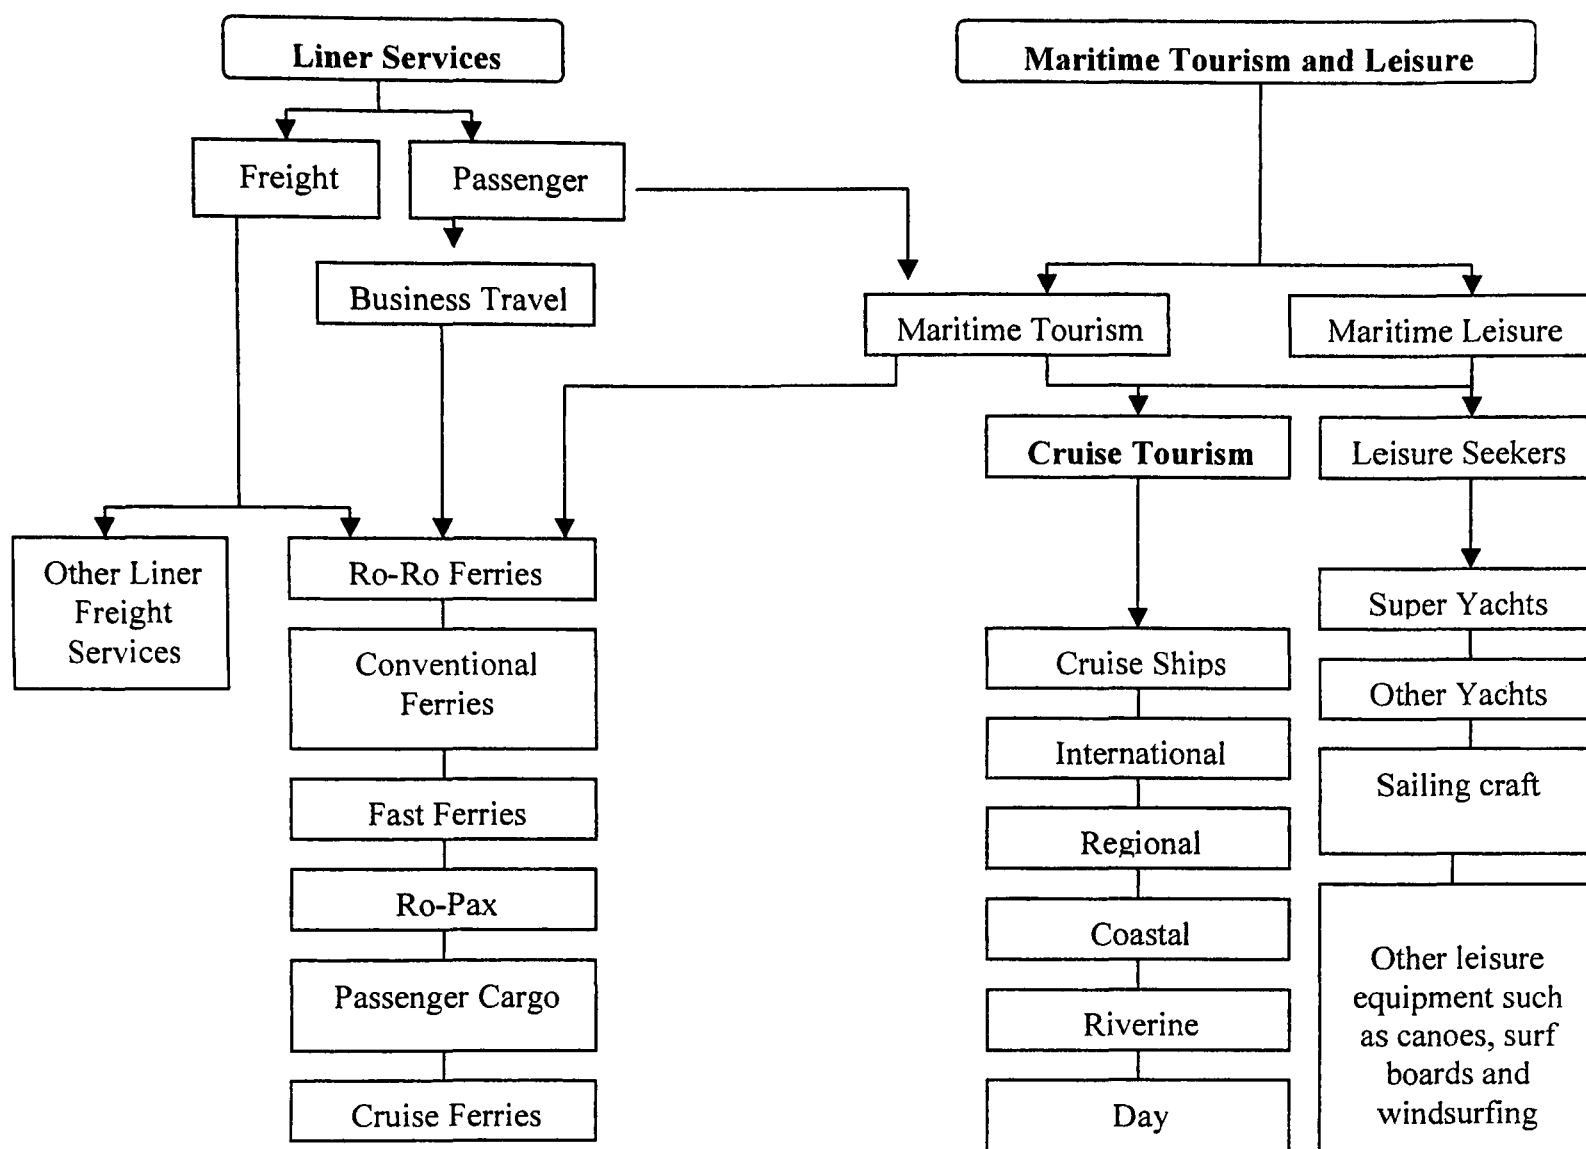 Liner Services
Maritime Tourism and Leisure
Freight
Passenger
Business Travel
Maritime Tourism
Maritime Leisure
Cruise Tourism
Leisure Seekers
Other Liner
Freight
Services
Ro-Ro Ferries
Conventional
Ferries
Fast Ferries
Ro-Pax
Passenger Cargo
Cruise Ferries
Cruise Ships
International
Regional
Coastal
Riverine
Day
Super Yachts
Other Yachts
Sailing craft
Other leisure
equipment such
as canoes, surf
boards and
windsurfing